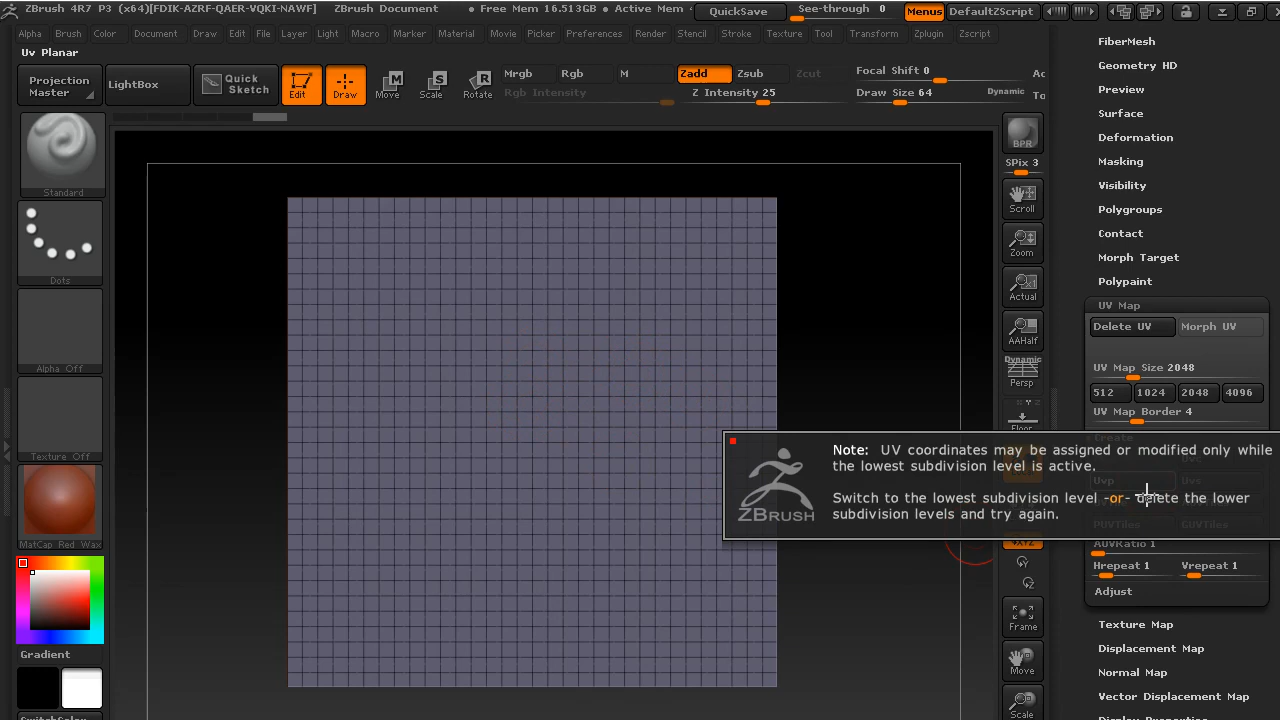 ZBrush 4R7 P3 (x64)[FDIK-AZRF-QAER-VQKI-NAWF] ZBrush Document • Free Mem 16.513GB • Active Mem QuickSave See-through 0 Menus DefaultZScript
Alpha Brush Color Document Draw Edit File Layer Light Macro Marker Material Movie Picker Preferences Render Stencil Stroke Texture Tool Transform Zplugin Zscript
Uv Planar
Projection Master
LightBox
Quick Sketch
Edit
Draw
M
Move
S
Scale
R
Rotate
Mrgb Rgb M Zadd Zsub Zcut Focal Shift 0 Ac
Rgb Intensity Z Intensity 25 Draw Size 64 Dynamic To
Standard
Dots
Alpha Off
Texture Off
MatCap Red Wax
Gradient
SwitchColor
BPR
SPix 3
Scroll
Zoom
Actual
AAHalf
Dynamic
Persp
Floor
Frame
Move
Scale
FiberMesh
Geometry HD
Preview
Surface
Deformation
Masking
Visibility
Polygroups
Contact
Morph Target
Polypaint
UV Map
Delete UV Morph UV
UV Map Size 2048
512 1024 2048 4096
UV Map Border 4
Create
Uvp
Note: UV coordinates may be assigned or modified only while
the lowest subdivision level is active.
Switch to the lowest subdivision level -or- delete the lower
subdivision levels and try again.
ZBRUSH
PUVTiles GUVTiles
AUVRatio 1
Hrepeat 1 Vrepeat 1
Adjust
Texture Map
Displacement Map
Normal Map
Vector Displacement Map
Display Properties